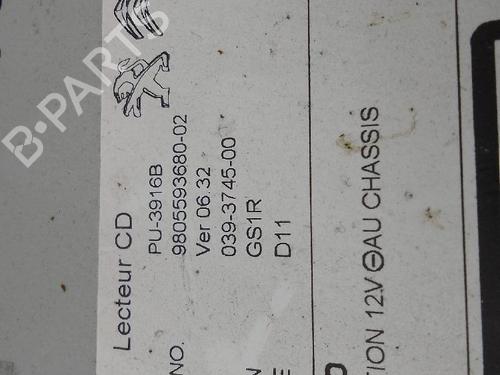 Lecteur CD
PU-3916B
9805593680-02
Ver 06.32
039-3745-00
GS1R
D11
NO.
TION 12V ⊖AU CHASSIS
B-PARTS